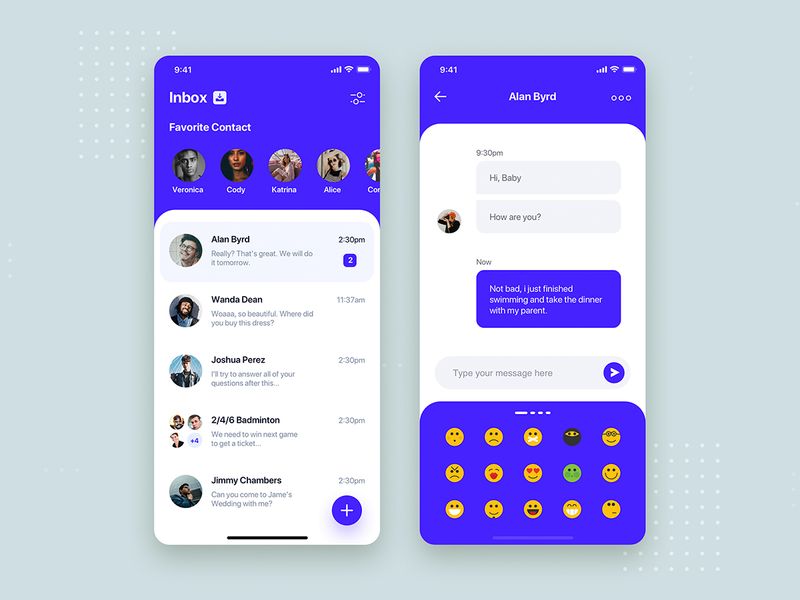 9:41
Inbox
Favorite Contact
Veronica
Cody
Katrina
Alice
Alan Byrd
2:30pm
Really? That's great. We will do
it tomorrow.
2
Wanda Dean
11:37am
Woaaa, so beautiful. Where did
you buy this dress?
Joshua Perez
2:30pm
I'll try to answer all of your
questions after this...
2/4/6 Badminton
2:30pm
We need to win next game
to get a ticket...
+4
Jimmy Chambers
2:30pm
Can you come to Jame's
Wedding with me?
9:41
Alan Byrd
9:30pm
Hi, Baby
How are you?
Now
Not bad, i just finished
swimming and take the dinner
with my parent.
Type your message here